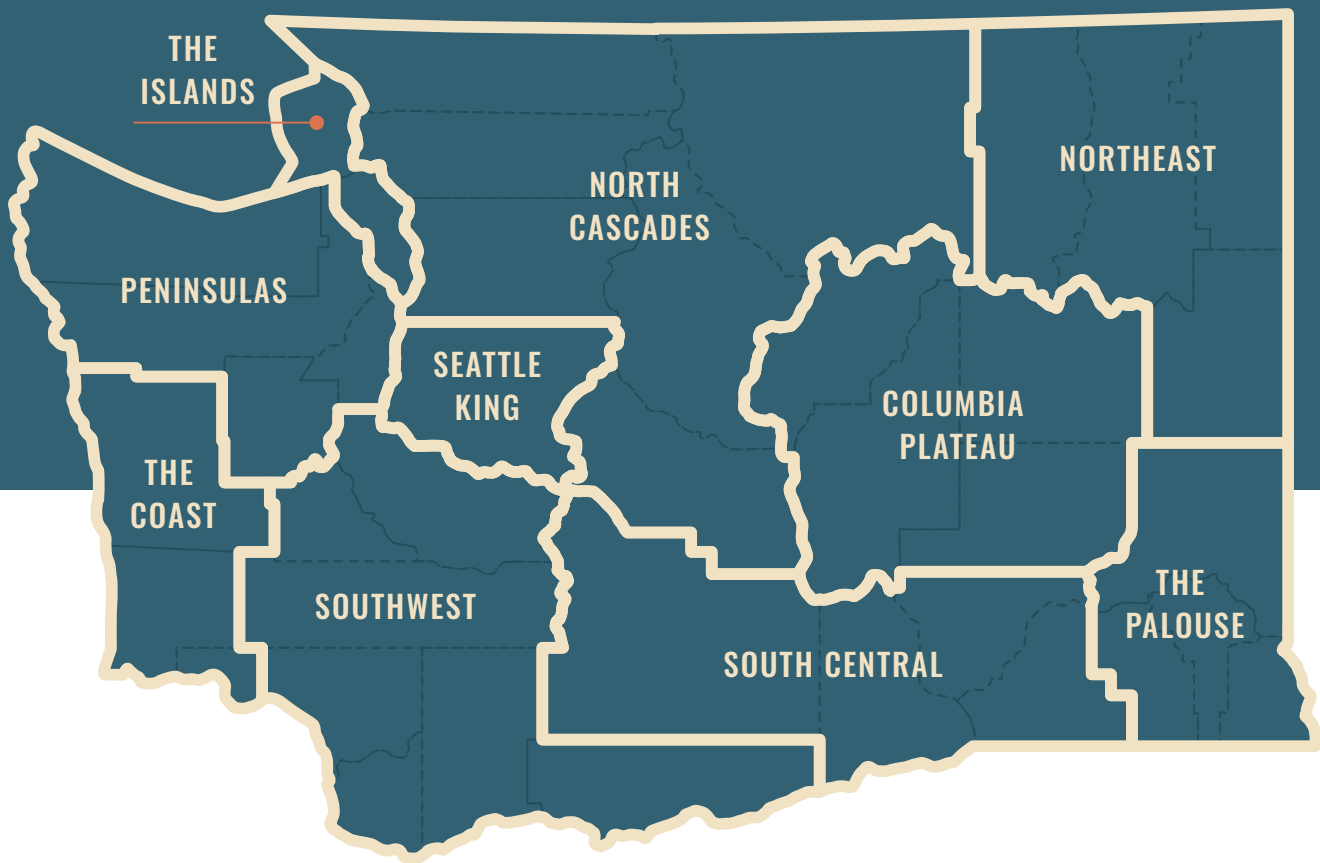 THE
ISLANDS
NORTHEAST
NORTH
CASCADES
PENINSULAS
SEATTLE
KING
COLUMBIA
PLATEAU
THE
COAST
THE
PALOUSE
SOUTHWEST
SOUTH CENTRAL